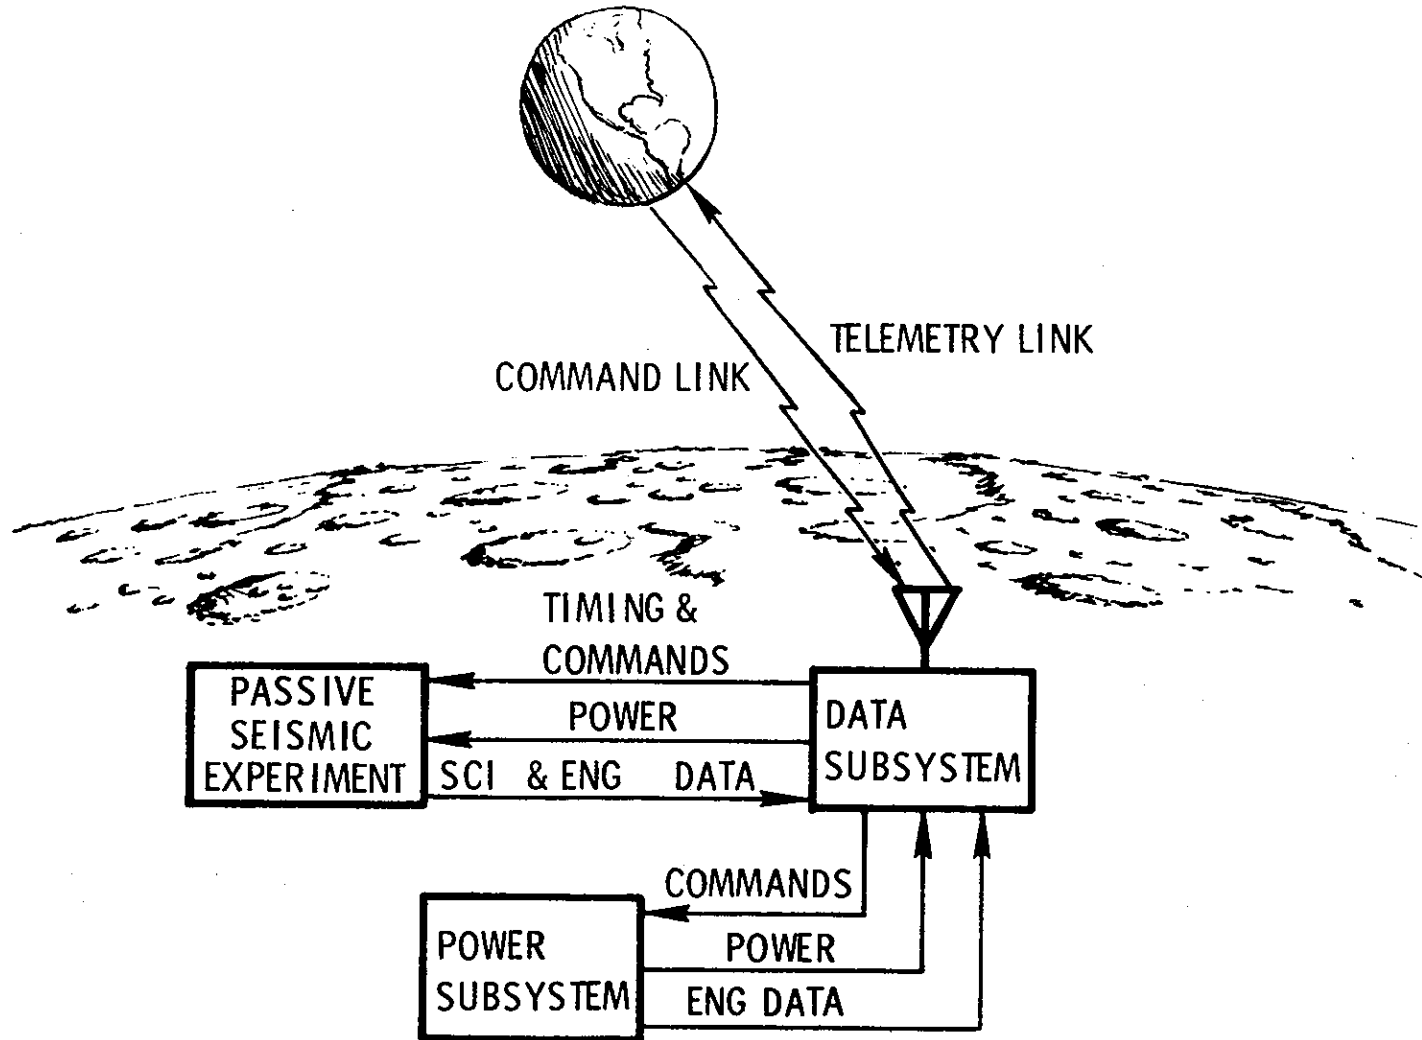 TELEMETRY LINK
COMMAND LINK
TIMING &
COMMANDS
PASSIVE
SEISMIC
EXPERIMENT
POWER
SCI & ENG DATA
DATA
SUBSYSTEM
COMMANDS
POWER
SUBSYSTEM
POWER
ENG DATA